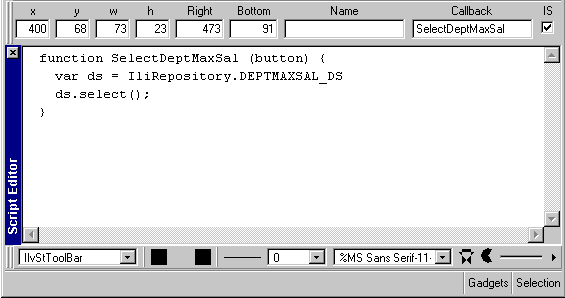 x y w h Right Bottom Name Callback IS
400 68 73 23 473 91 SelectDeptMaxSal
function SelectDeptMaxSal (button) {
var ds = IliRepository.DEPTMAXSAL_DS
ds.select();
}
Script Editor
IlvStToolBar 0 %MS Sans Serif-11-
Gadgets Selection